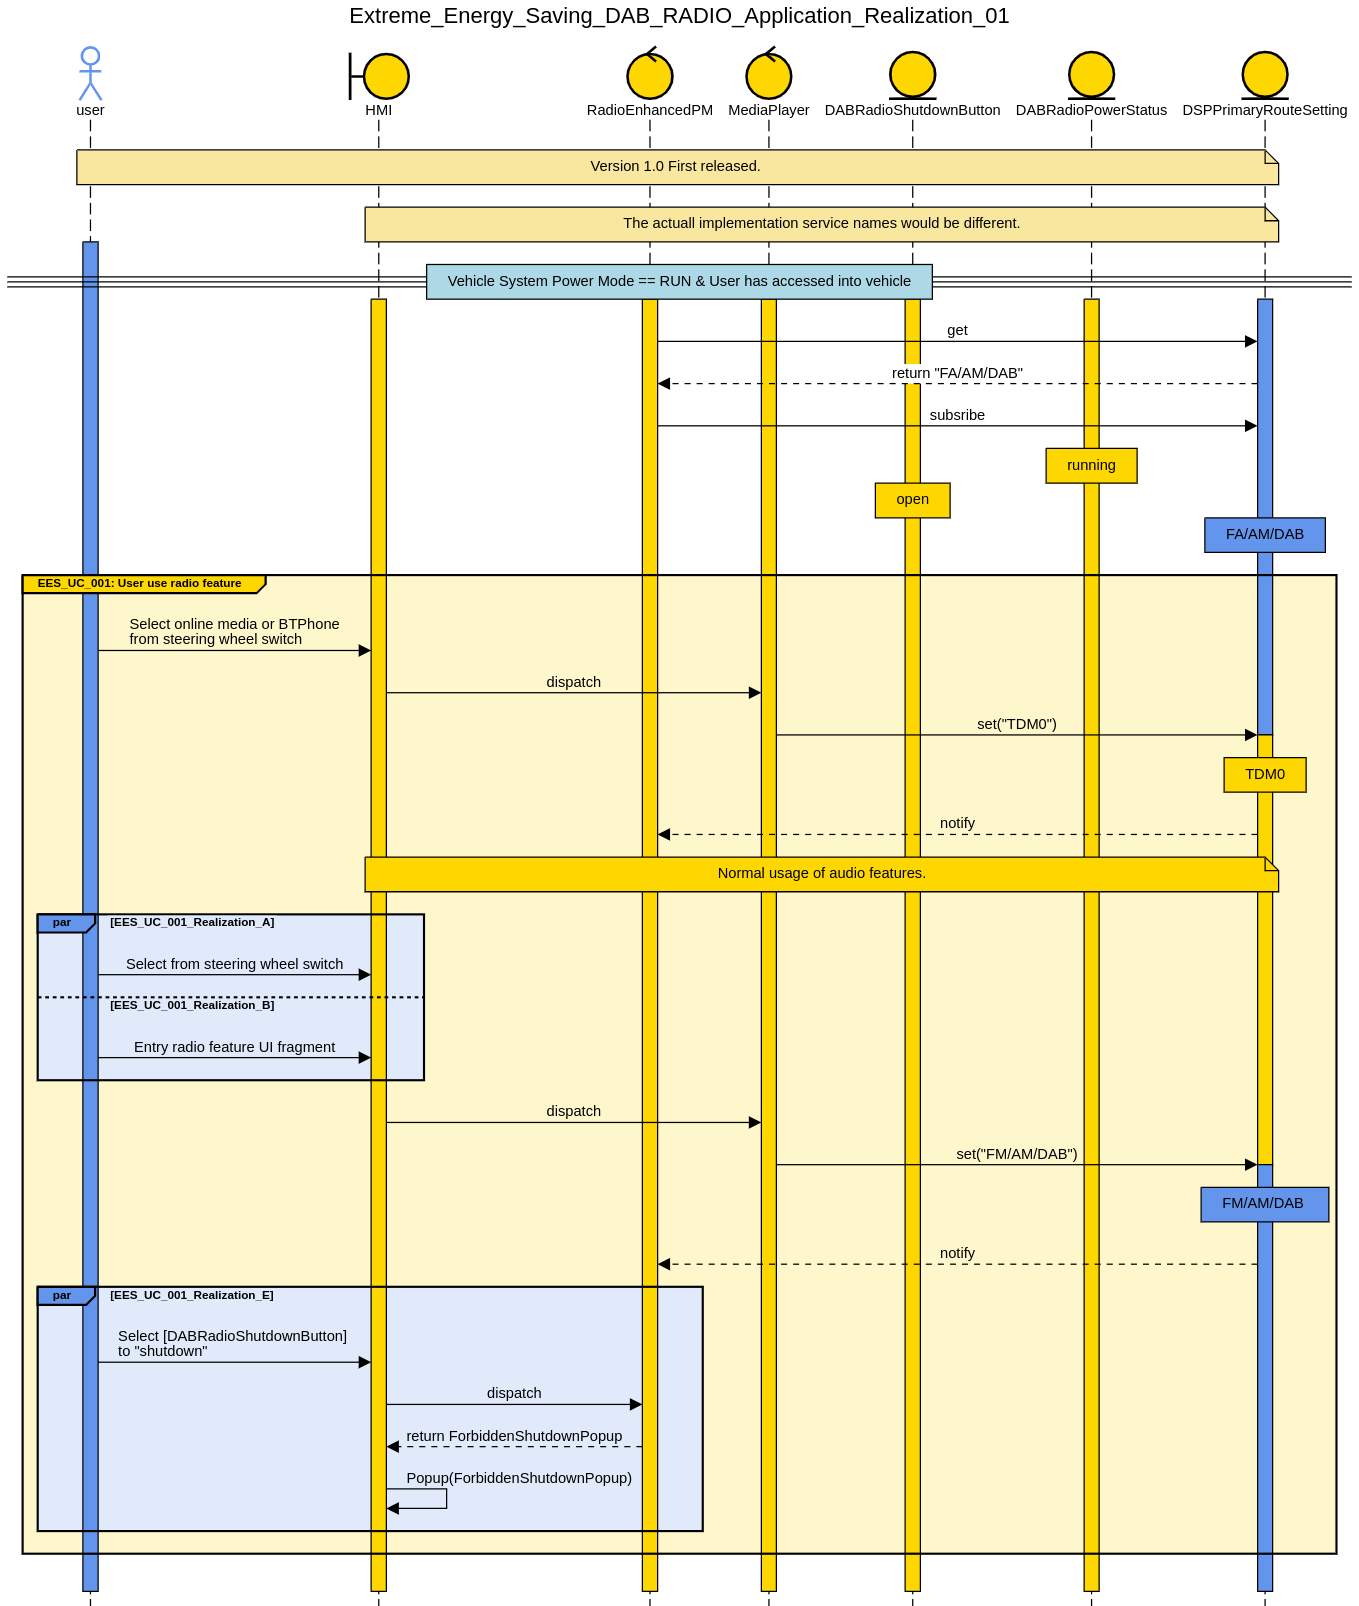 Extreme_Energy_Saving_DAB_RADIO_Application_Realization_01
user
HMI
RadioEnhancedPM
MediaPlayer
DABRadioShutdownButton
DABRadioPowerStatus
DSPPrimaryRouteSetting
Version 1.0 First released.
The actuall implementation service names would be different.
Vehicle System Power Mode == RUN & User has accessed into vehicle
get
return "FA/AM/DAB"
subsribe
running
open
FA/AM/DAB
EES_UC_001: User use radio feature
Select online media or BTPhone
from steering wheel switch
dispatch
set("TDM0")
TDM0
notify
Normal usage of audio features.
par [EES_UC_001_Realization_A]
Select from steering wheel switch
[EES_UC_001_Realization_B]
Entry radio feature UI fragment
dispatch
set("FM/AM/DAB")
FM/AM/DAB
notify
par [EES_UC_001_Realization_E]
Select [DABRadioShutdownButton]
to "shutdown"
dispatch
return ForbiddenShutdownPopup
Popup(ForbiddenShutdownPopup)